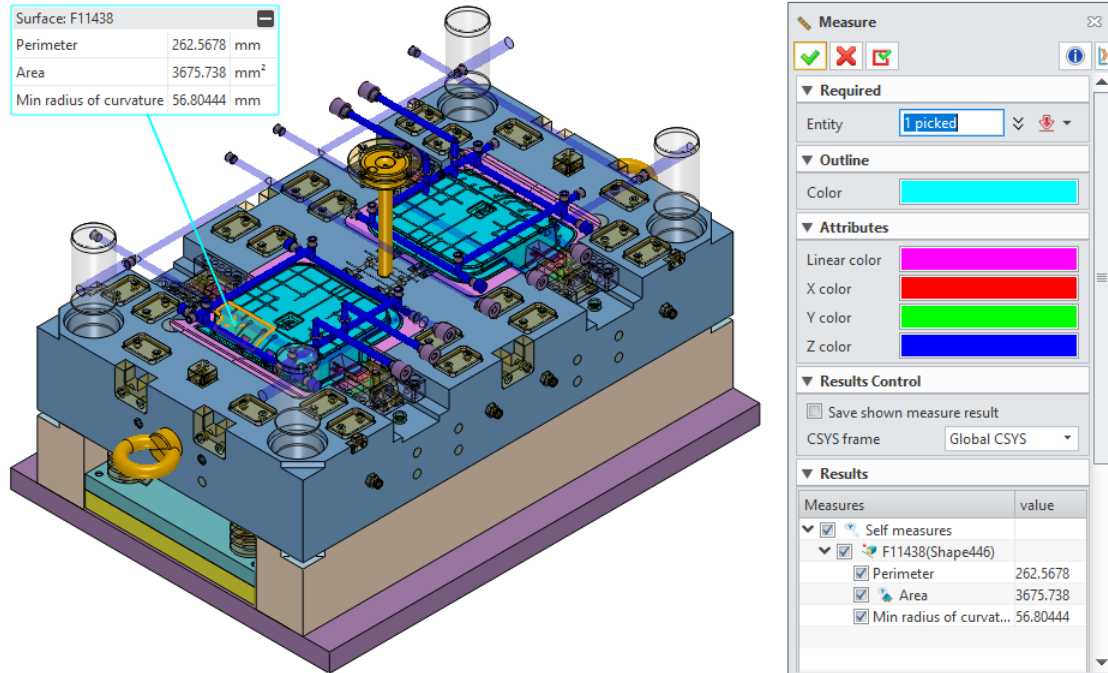 Surface: F11438
Perimeter 262.5678 mm
Area 3675.738 mm²
Min radius of curvature 56.80444 mm
Measure
Required
Entity 1 picked
Outline
Color
Attributes
Linear color
X color
Y color
Z color
Results Control
Save shown measure result
CSYS frame Global CSYS
Results
Measures value
Self measures
F11438(Shape446)
Perimeter 262.5678
Area 3675.738
Min radius of curvat... 56.80444